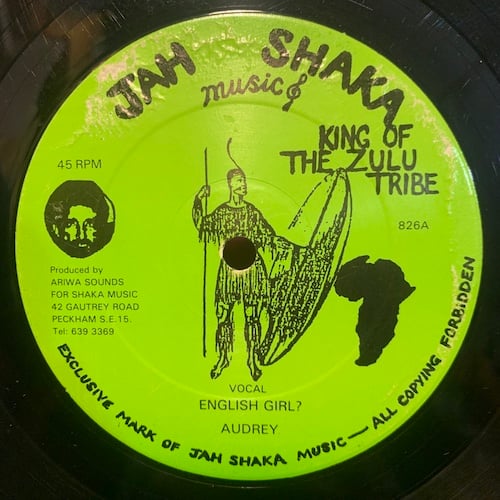 JAH SHAKA
music
KING OF
THE ZULU
TRIBE
45 RPM
826A
Produced by
ARIWA SOUNDS
FOR SHAKA MUSIC
42 GAUTREY ROAD
PECKHAM S.E.15.
Tel: 639 3369
VOCAL
ENGLISH GIRL?
AUDREY
EXCLUSIVE MARK OF JAH SHAKA MUSIC — ALL COPYING FORBIDDEN